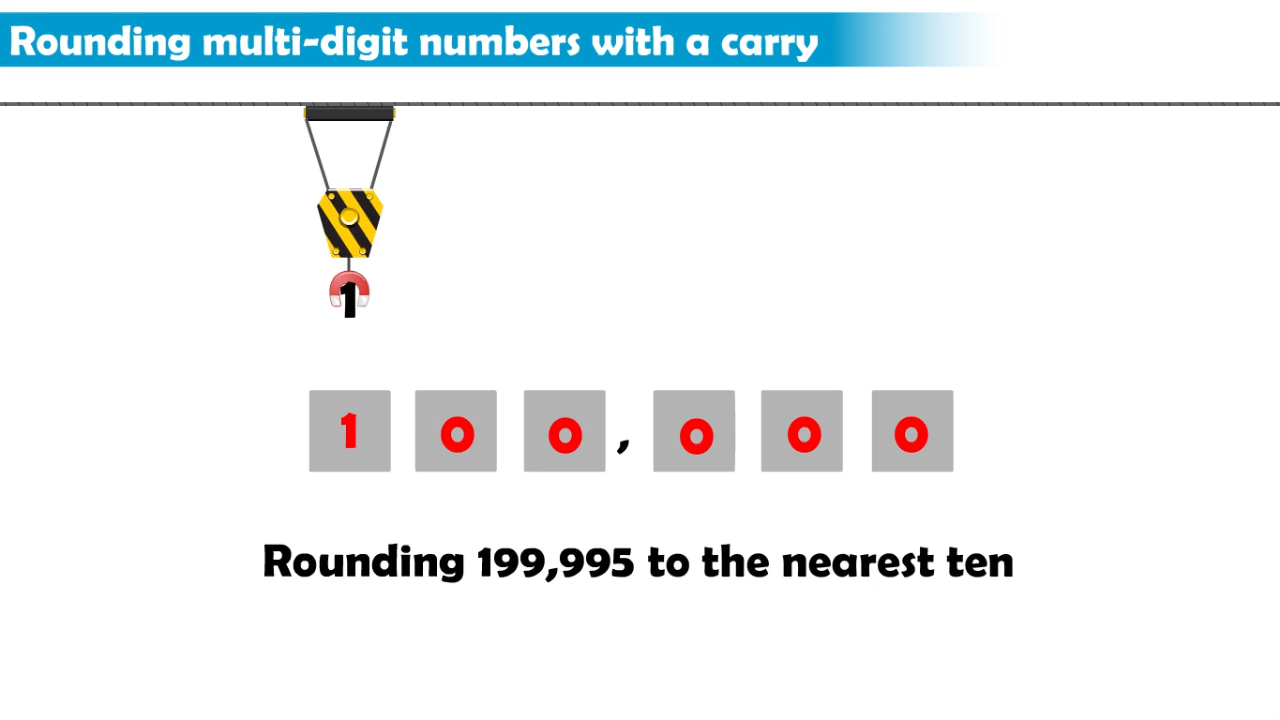 Rounding multi-digit numbers with a carry
1
1 0 0 , 0 0 0
Rounding 199,995 to the nearest ten